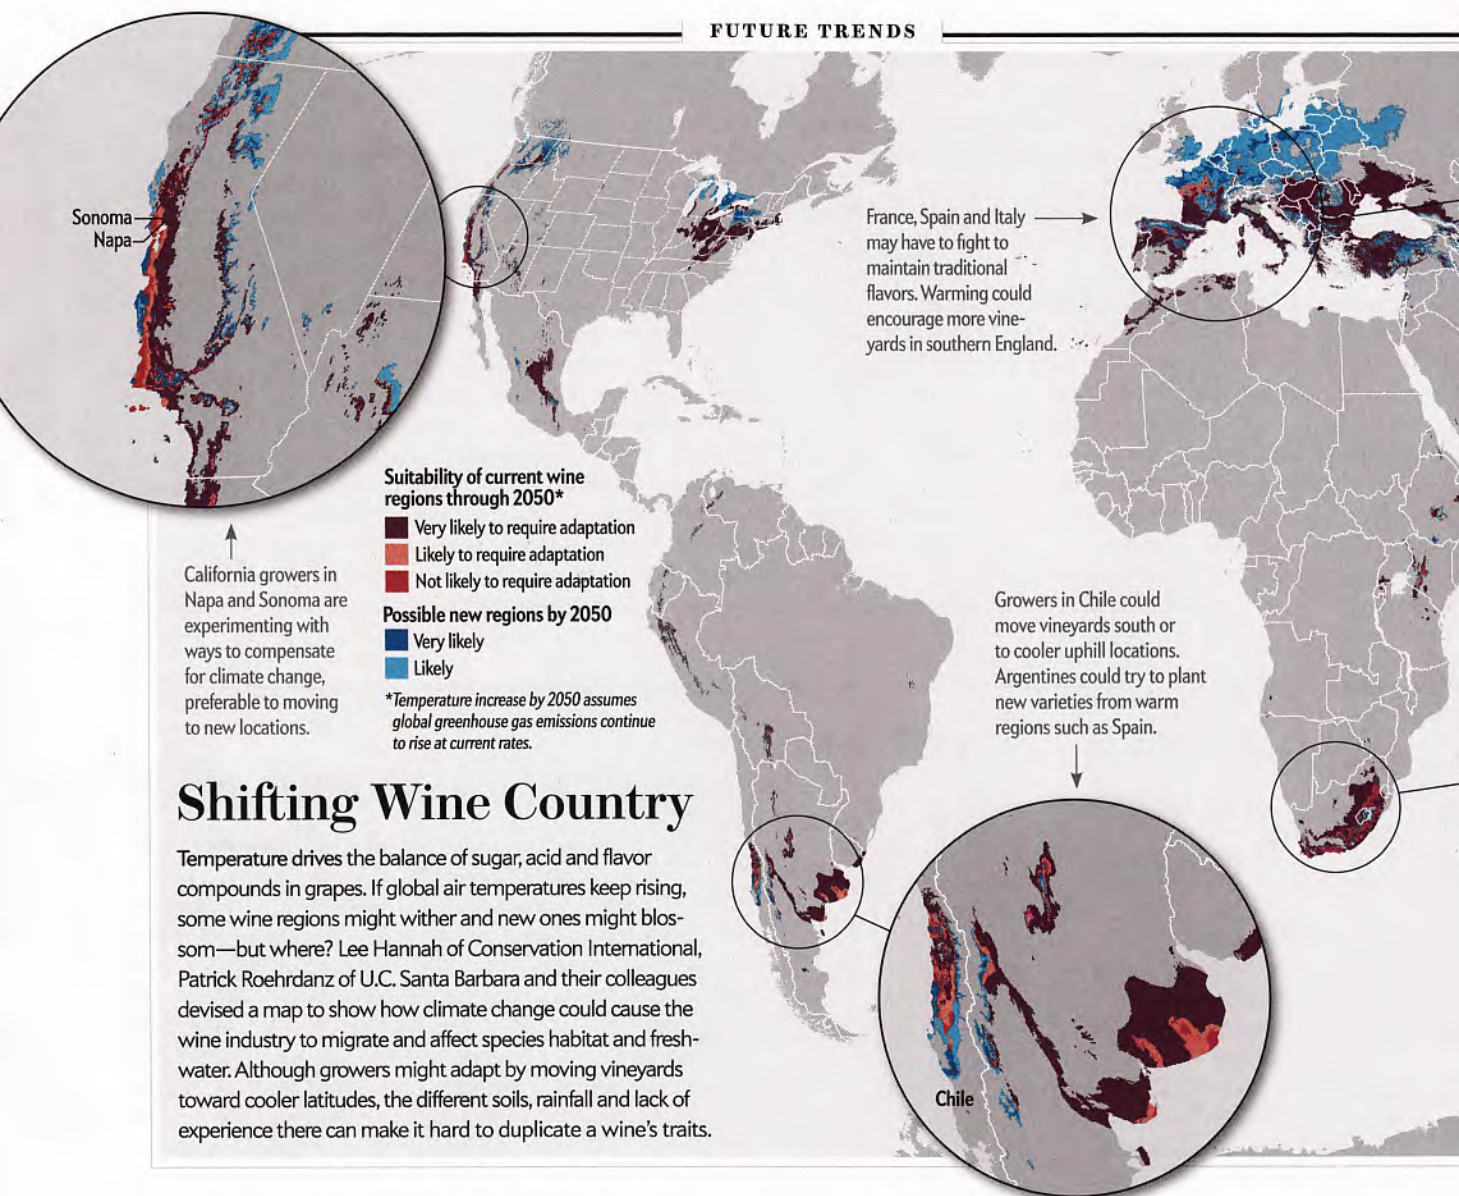 FUTURE TRENDS
Sonoma
Napa
France, Spain and Italy
may have to fight to
maintain traditional
flavors. Warming could
encourage more vine-
yards in southern England.
Suitability of current wine
regions through 2050*
Very likely to require adaptation
Likely to require adaptation
Not likely to require adaptation
Possible new regions by 2050
Very likely
Likely
*Temperature increase by 2050 assumes
global greenhouse gas emissions continue
to rise at current rates.
California growers in
Napa and Sonoma are
experimenting with
ways to compensate
for climate change,
preferable to moving
to new locations.
Growers in Chile could
move vineyards south or
to cooler uphill locations.
Argentines could try to plant
new varieties from warm
regions such as Spain.
Shifting Wine Country
Temperature drives the balance of sugar, acid and flavor
compounds in grapes. If global air temperatures keep rising,
some wine regions might wither and new ones might blos-
som—but where? Lee Hannah of Conservation International,
Patrick Roehrdanz of U.C. Santa Barbara and their colleagues
devised a map to show how climate change could cause the
wine industry to migrate and affect species habitat and fresh-
water. Although growers might adapt by moving vineyards
toward cooler latitudes, the different soils, rainfall and lack of
experience there can make it hard to duplicate a wine's traits.
Chile